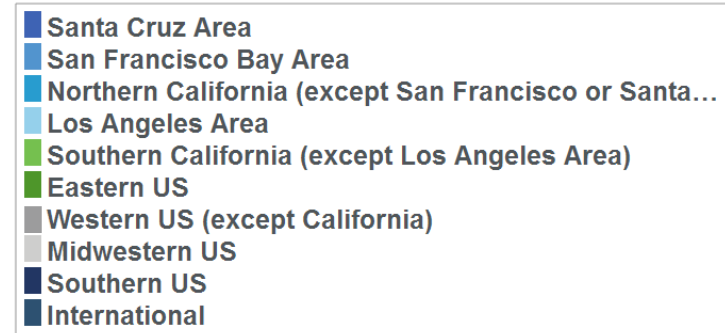 Santa Cruz Area
San Francisco Bay Area
Northern California (except San Francisco or Santa…
Los Angeles Area
Southern California (except Los Angeles Area)
Eastern US
Western US (except California)
Midwestern US
Southern US
International